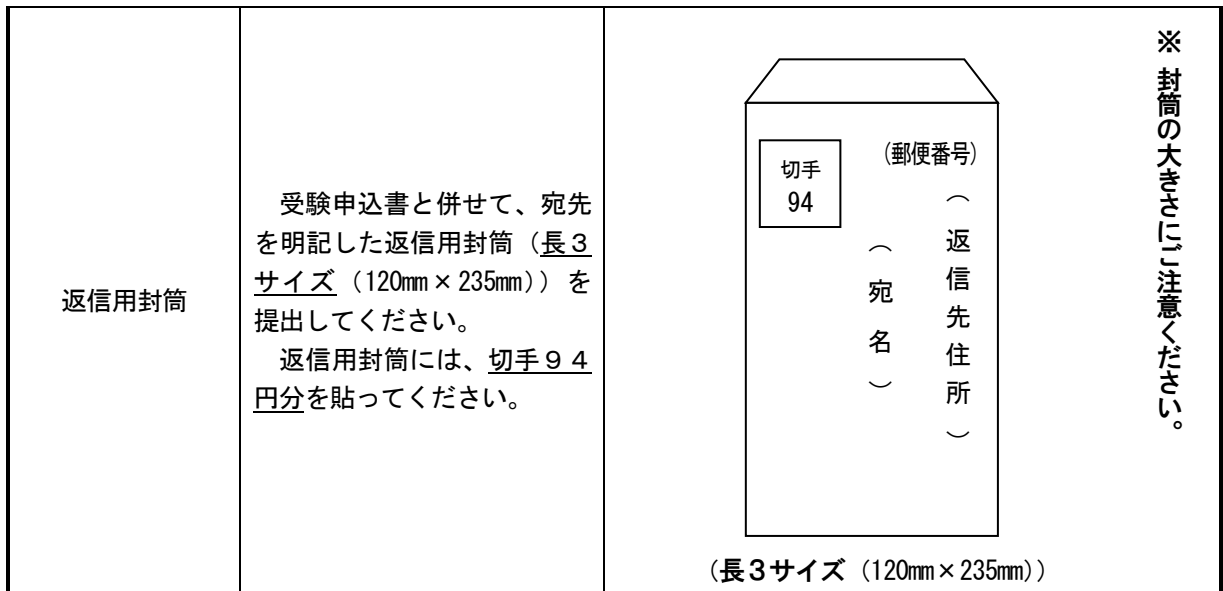 返信用封筒
　受験申込書と併せて、宛先
を明記した返信用封筒（長３
サイズ（120㎜×235㎜））を
提出してください。
　返信用封筒には、切手９４
円分を貼ってください。
切手
94
（郵便番号）
（返信先住所）
（宛名）
（長３サイズ（120㎜×235㎜））
※ 封筒の大きさにご注意ください。